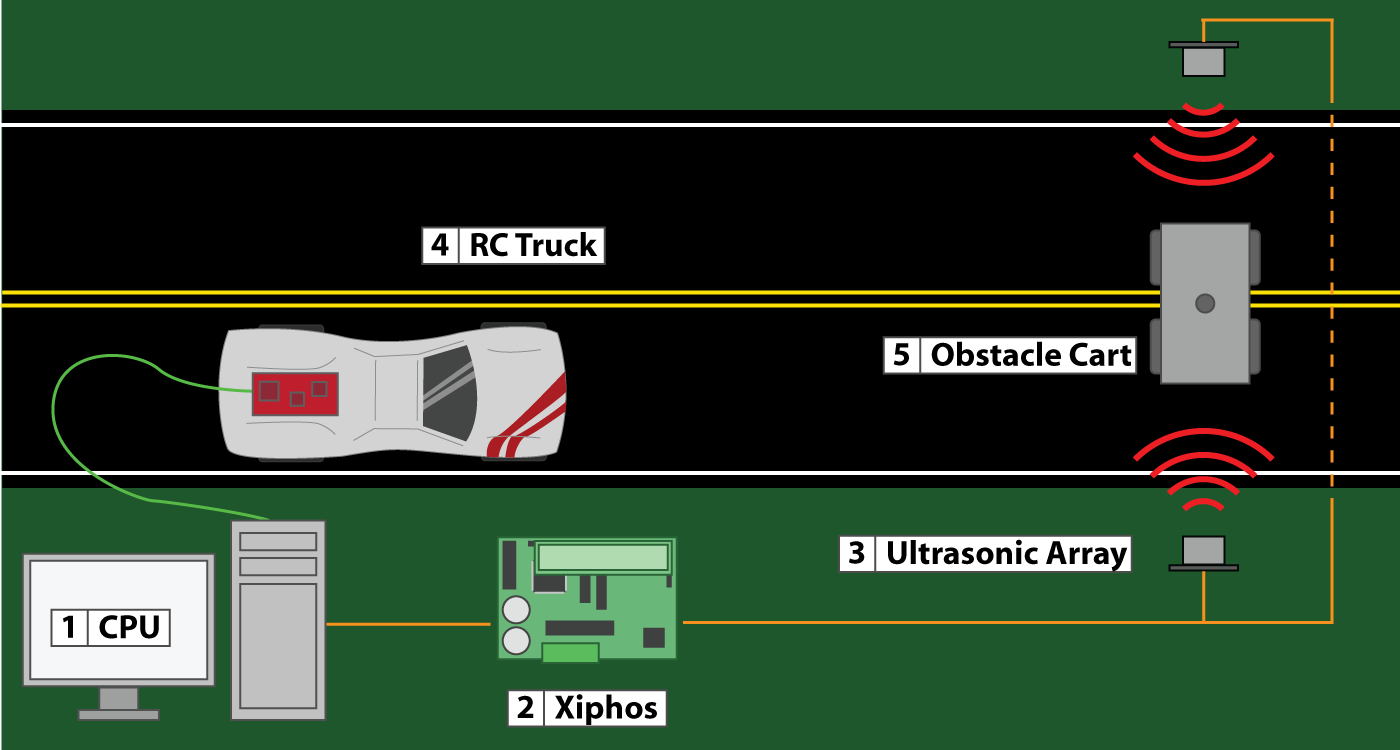 4 RC Truck
5 Obstacle Cart
3 Ultrasonic Array
1 CPU
2 Xiphos